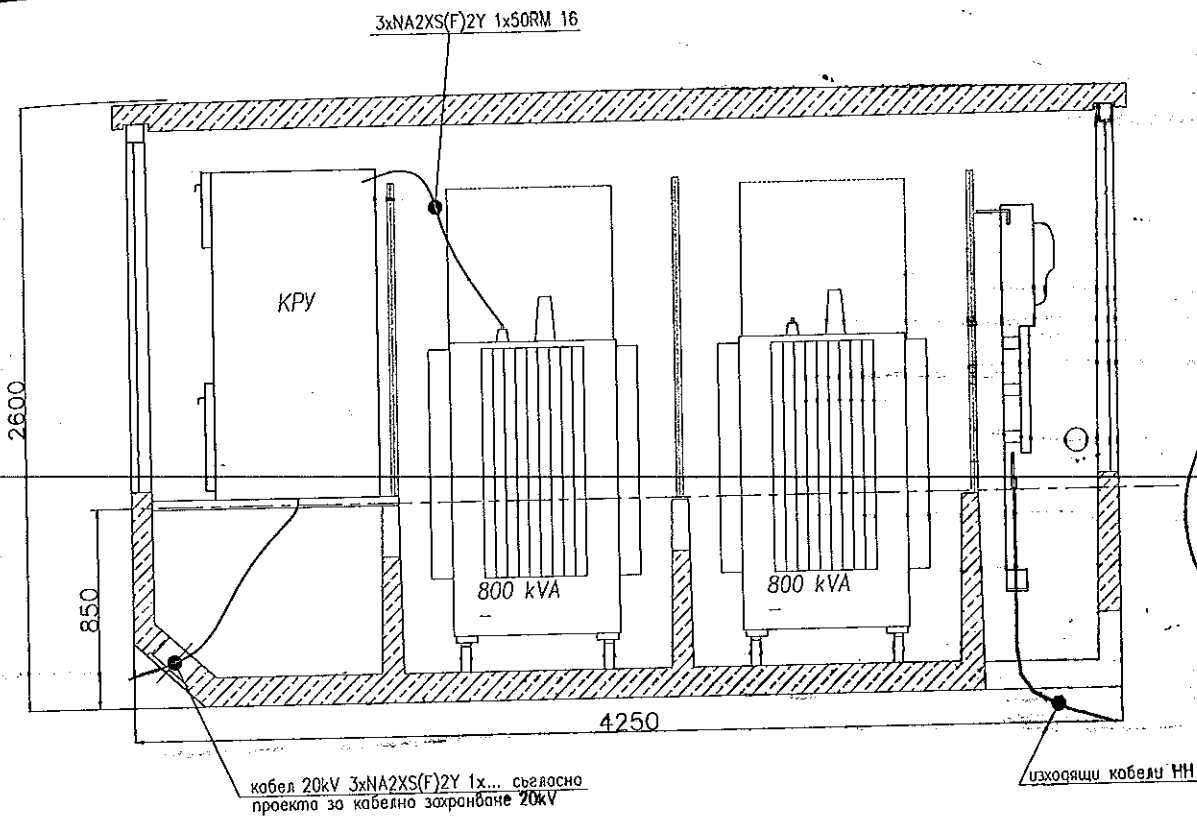 3xNA2XS(F)2Y 1x50RM 16
КРУ
2600
800 kVA
800 kVA
850
4250
кабел 20kV 3xNA2XS(F)2Y 1x... съгласно
проекта за кабелно захранване 20kV
изходящи кабели НН